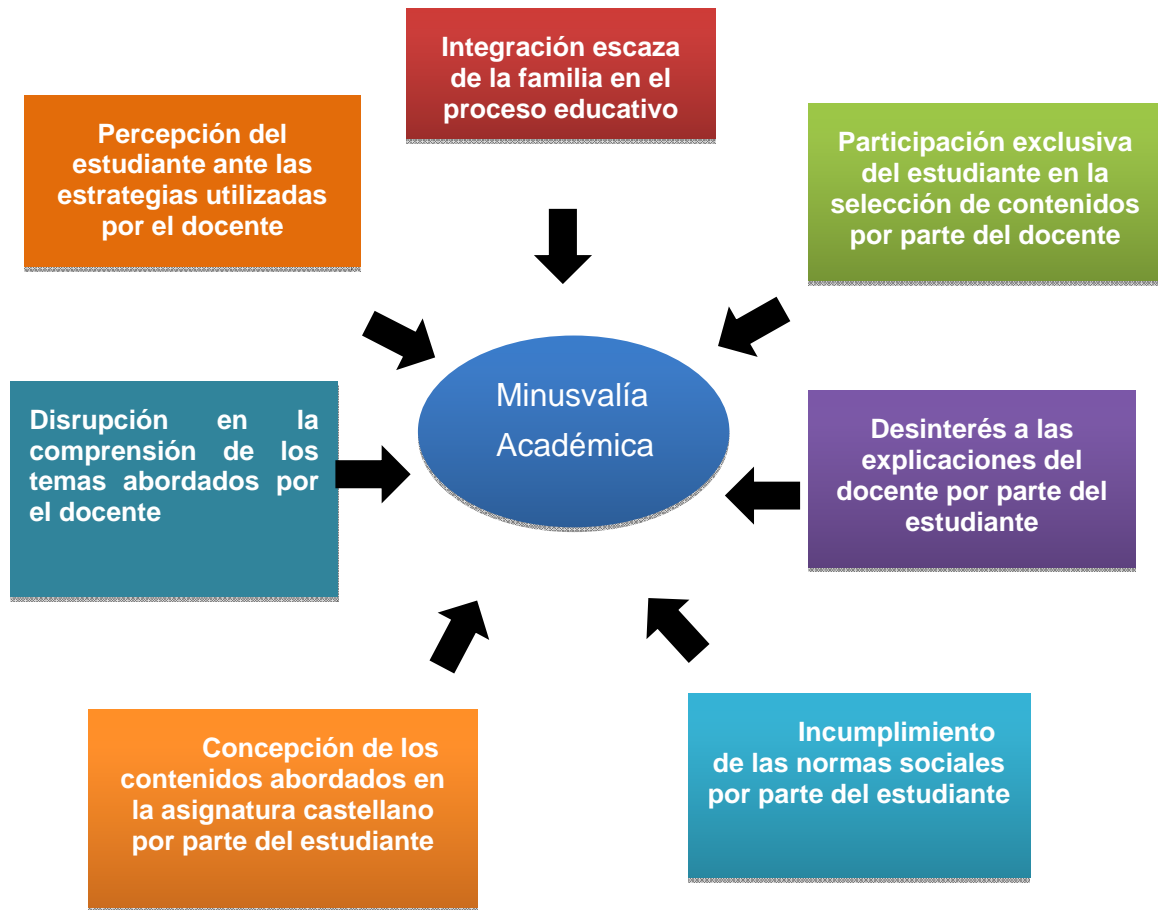 Integración escaza
de la familia en el
proceso educativo
Percepción del
estudiante ante las
estrategias utilizadas
por el docente
Participación exclusiva
del estudiante en la
selección de contenidos
por parte del docente
Minusvalía
Académica
Disrupción en la
comprensión de los
temas abordados por
el docente
Desinterés a las
explicaciones del
docente por parte del
estudiante
Concepción de los
contenidos abordados en
la asignatura castellano
por parte del estudiante
Incumplimiento
de las normas sociales
por parte del estudiante